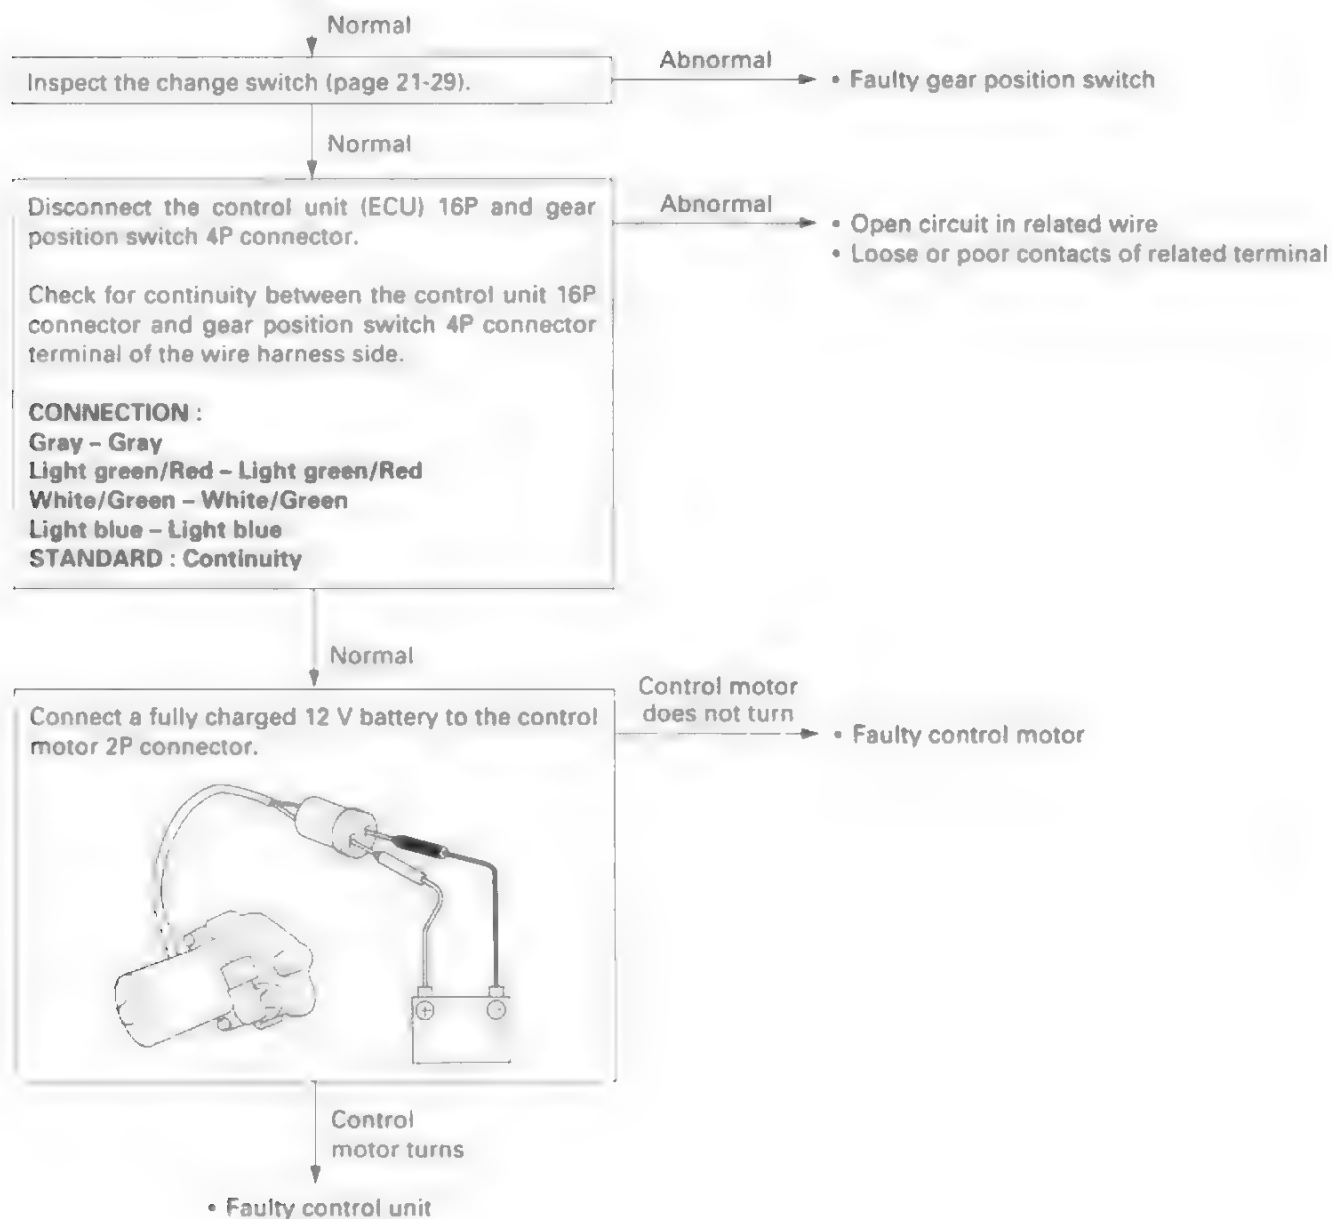 Normal
Inspect the change switch (page 21-29).
Abnormal
• Faulty gear position switch
Normal
Disconnect the control unit (ECU) 16P and gear
position switch 4P connector.
Check for continuity between the control unit 16P
connector and gear position switch 4P connector
terminal of the wire harness side.
CONNECTION :
Gray – Gray
Light green/Red – Light green/Red
White/Green – White/Green
Light blue – Light blue
STANDARD : Continuity
Abnormal
• Open circuit in related wire
• Loose or poor contacts of related terminal
Normal
Connect a fully charged 12 V battery to the control
motor 2P connector.
Control motor
does not turn
• Faulty control motor
+
-
Control
motor turns
• Faulty control unit